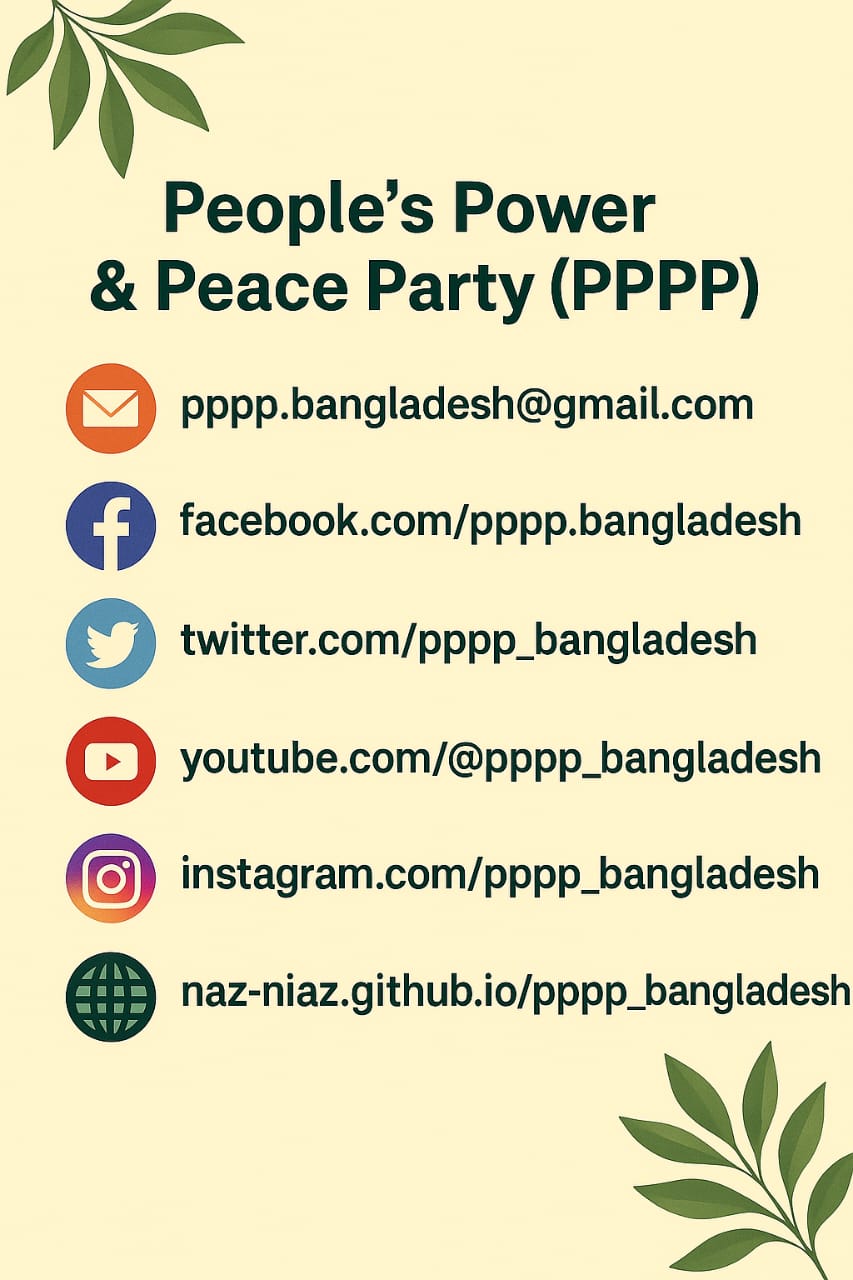 People’s Power
& Peace Party (PPPP)
pppp.bangladesh@gmail.com
facebook.com/pppp.bangladesh
twitter.com/pppp_bangladesh
youtube.com/@pppp_bangladesh
instagram.com/pppp_bangladesh
naz-niaz.github.io/pppp_bangladesh